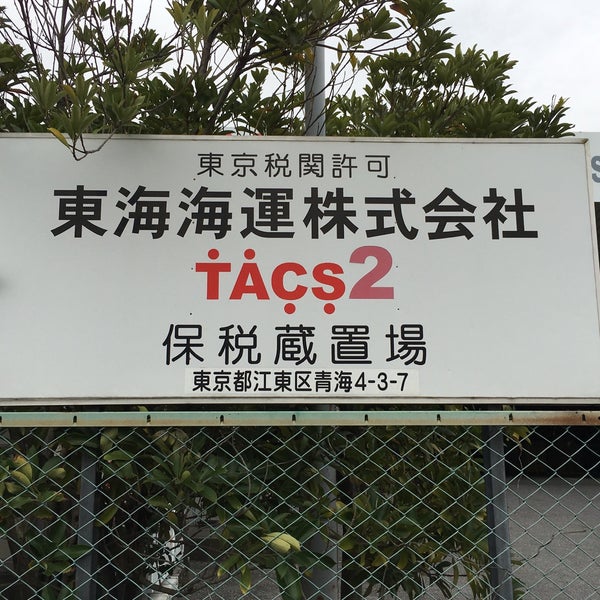 東京税関許可
東海海運株式会社
TACS2
保税蔵置場
東京都江東区青海4-3-7
S